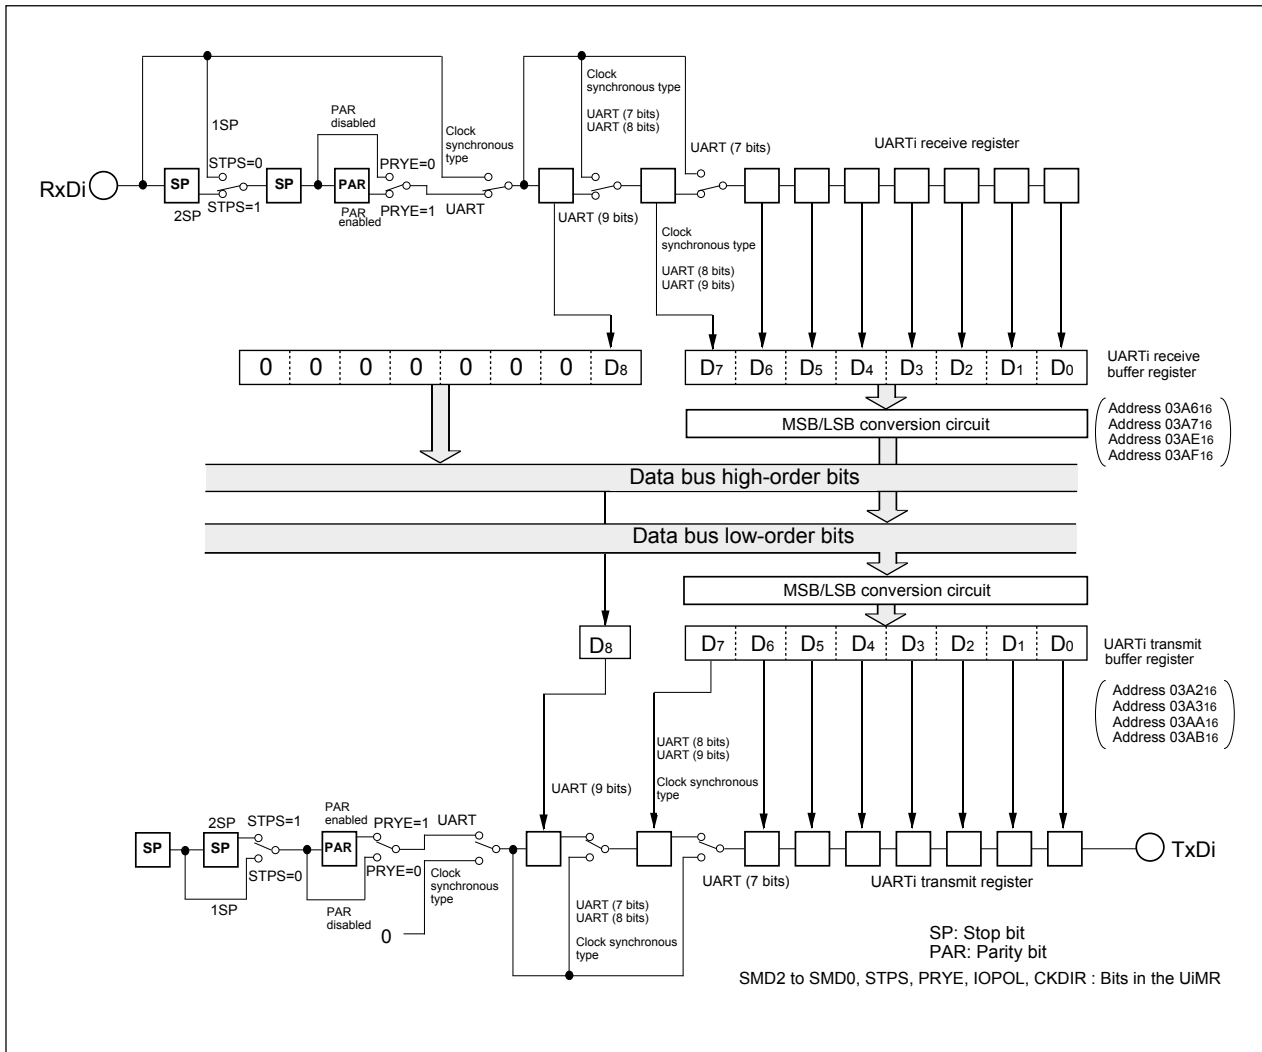 Clock
synchronous type
PAR
disabled
1SP
UART (7 bits)
UART (8 bits)
Clock
synchronous
type
UARTi receive register
UART (7 bits)
STPS=0
PRYE=0
RxDi
SP
SP
PAR
STPS=1
2SP
PAR
enabled
PRYE=1
UART
UART (9 bits)
Clock
synchronous type
UART (8 bits)
UART (9 bits)
0 0 0 0 0 0 0 D8
D7 D6 D5 D4 D3 D2 D1 D0
UARTi receive
buffer register
MSB/LSB conversion circuit
Address 03A616
Address 03A716
Address 03AE16
Address 03AF16
Data bus high-order bits
Data bus low-order bits
MSB/LSB conversion circuit
D8
D7 D6 D5 D4 D3 D2 D1 D0
UARTi transmit
buffer register
Address 03A216
Address 03A316
Address 03AA16
Address 03AB16
UART (8 bits)
UART (9 bits)
Clock synchronous
type
UART (9 bits)
PAR
enabled
2SP
STPS=1
PRYE=1
UART
SP
SP
PAR
TxDi
STPS=0
PRYE=0
Clock
synchronous
type
UART (7 bits)
UARTi transmit register
1SP
PAR
disabled
0
UART (7 bits)
UART (8 bits)
Clock synchronous
type
SP: Stop bit
PAR: Parity bit
SMD2 to SMD0, STPS, PRYE, IOPOL, CKDIR : Bits in the UiMR